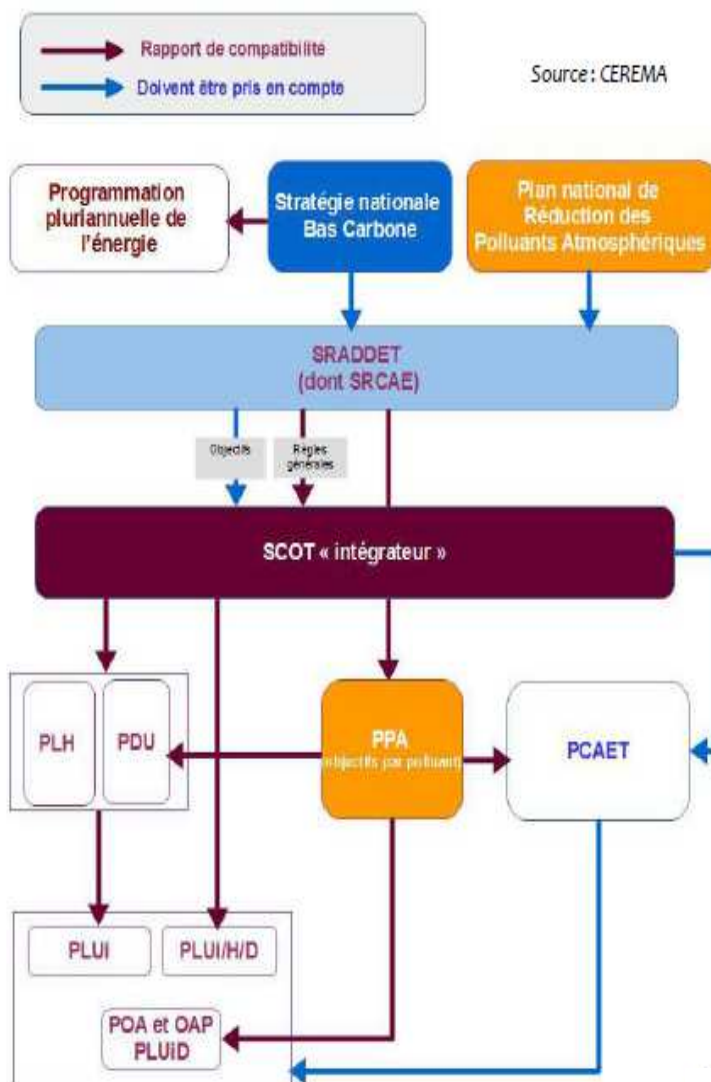 Rapport de compatibilité
Doivent être pris en compte
Source : CEREMA
Programmation
pluriannuelle de
l'énergie
Stratégie nationale
Bas Carbone
Plan national de
Réduction des
Polluants Atmosphériques
SRADDET
(dont SRCAE)
Objectifs
Règles
générales
SCOT « intégrateur »
PLH
PDU
PPA
(objectifs par polluant)
PCAET
PLUI
PLUI/H/D
POA et OAP
PLUiD